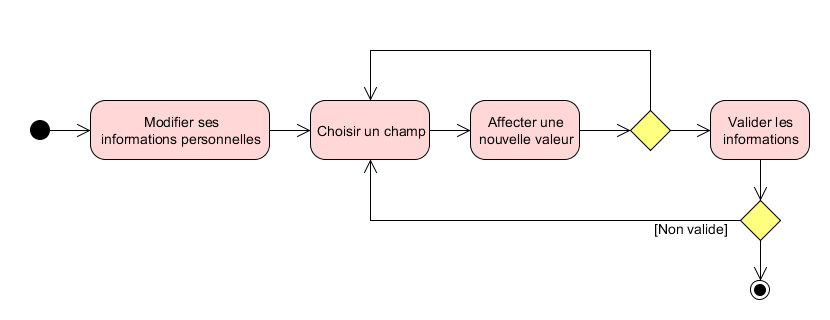 Modifier ses
informations personnelles
Choisir un champ
Affecter une
nouvelle valeur
Valider les
informations
[Non valide]